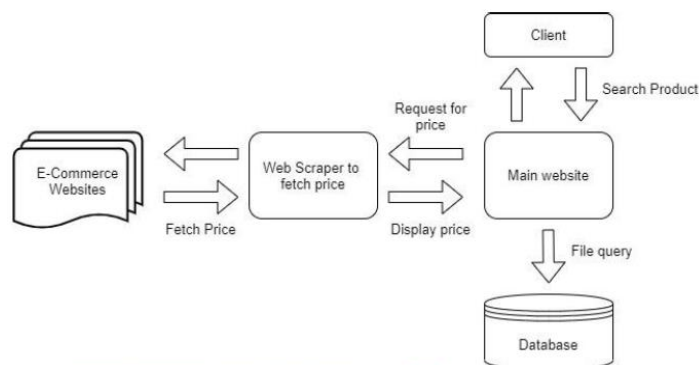 Client
Search Product
Request for
price
E-Commerce
Websites
Web Scraper to
fetch price
Main website
Fetch Price
Display price
File query
Database